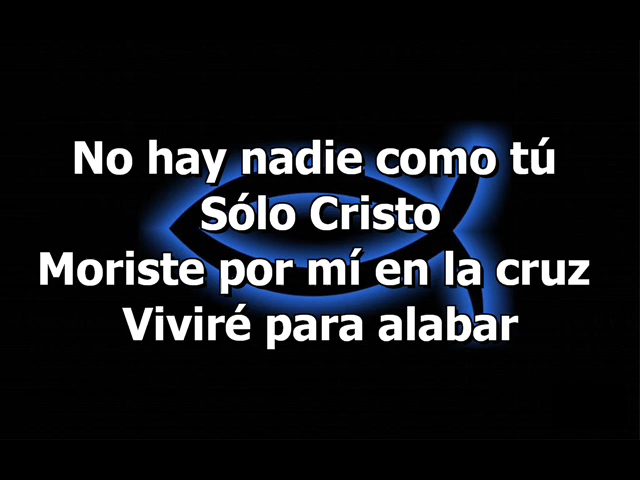 No hay nadie como tú
Sólo Cristo
Moriste por mí en la cruz
Viviré para alabar